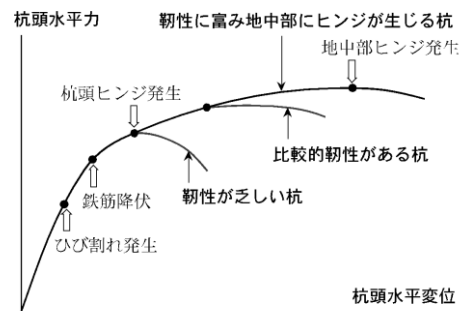 杭頭水平力
靭性に富み地中部にヒンジが生じる杭
地中部ヒンジ発生
杭頭ヒンジ発生
比較的靭性がある杭
鉄筋降伏
靭性が乏しい杭
ひび割れ発生
杭頭水平変位